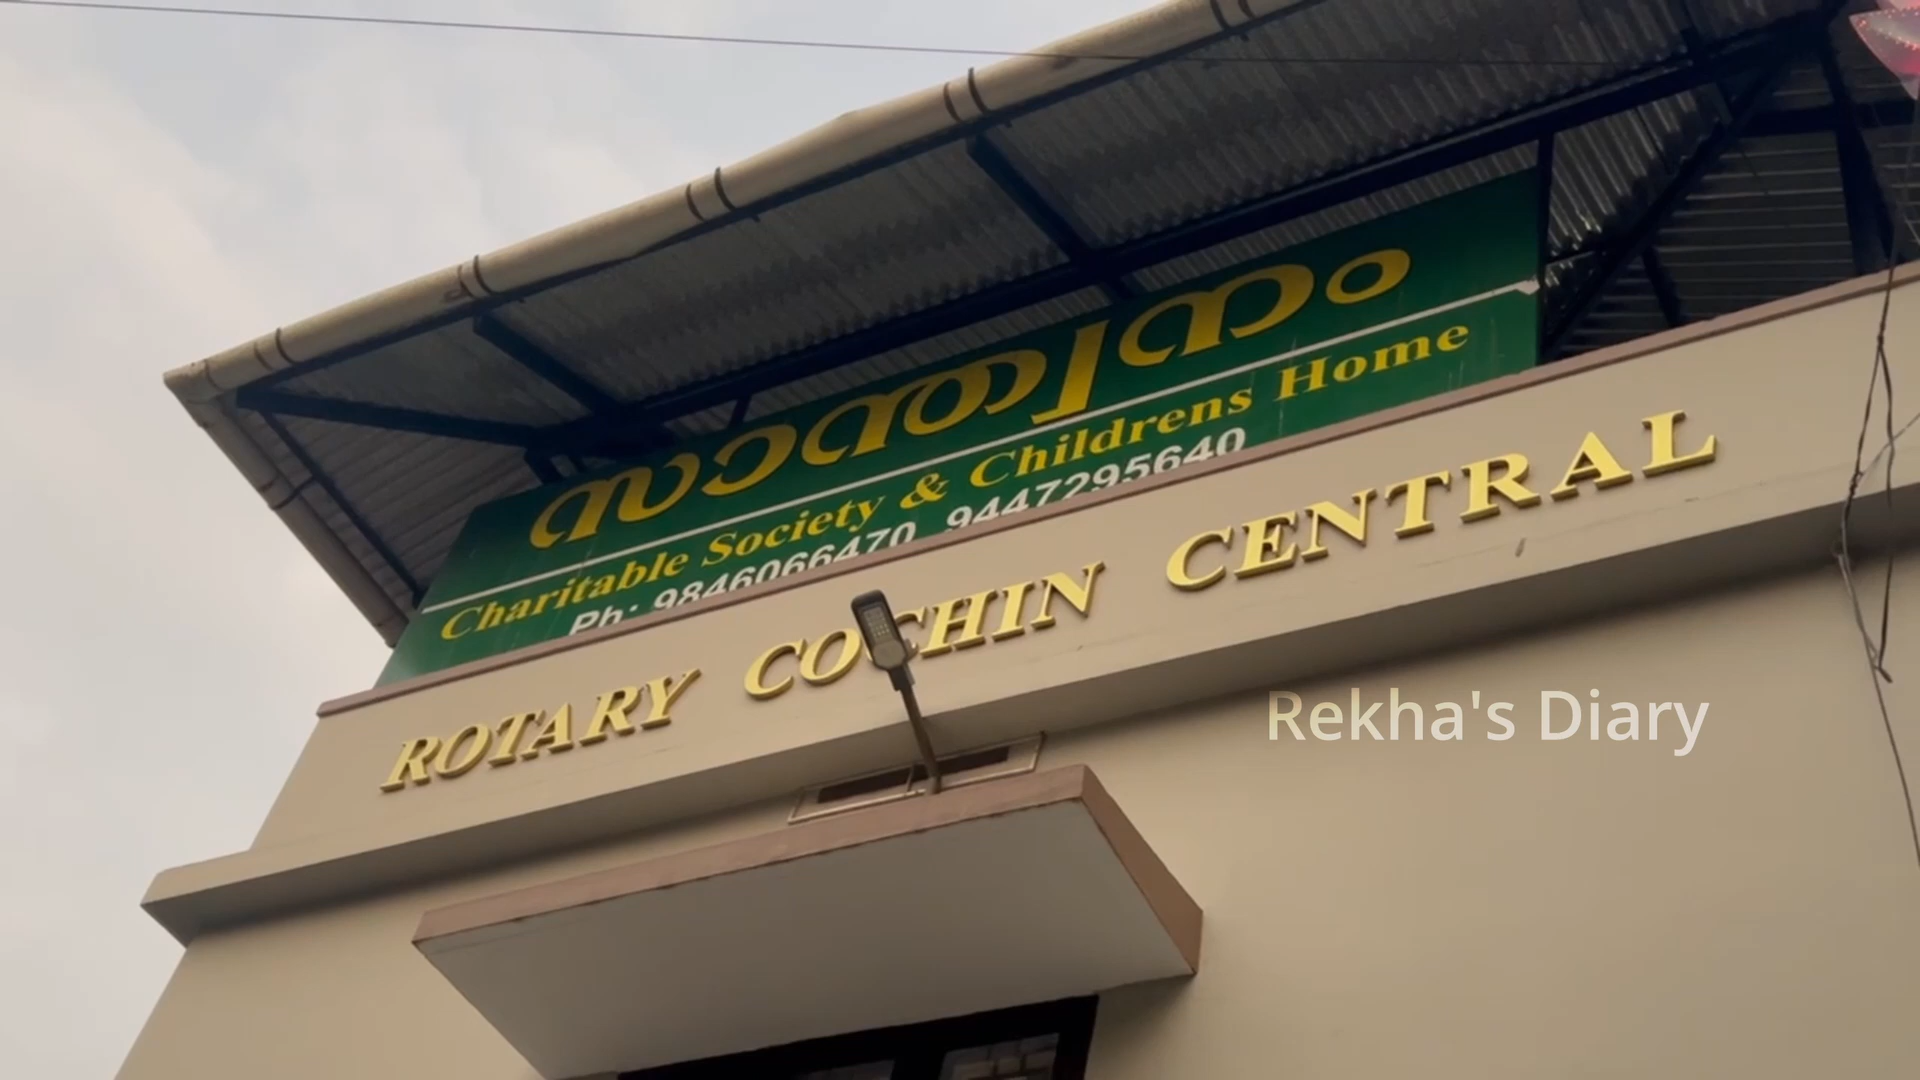 സാന്ത്വനം
Charitable Society & Childrens Home
Ph: 9846066470 9447295640
ROTARY COCHIN CENTRAL
Rekha's Diary